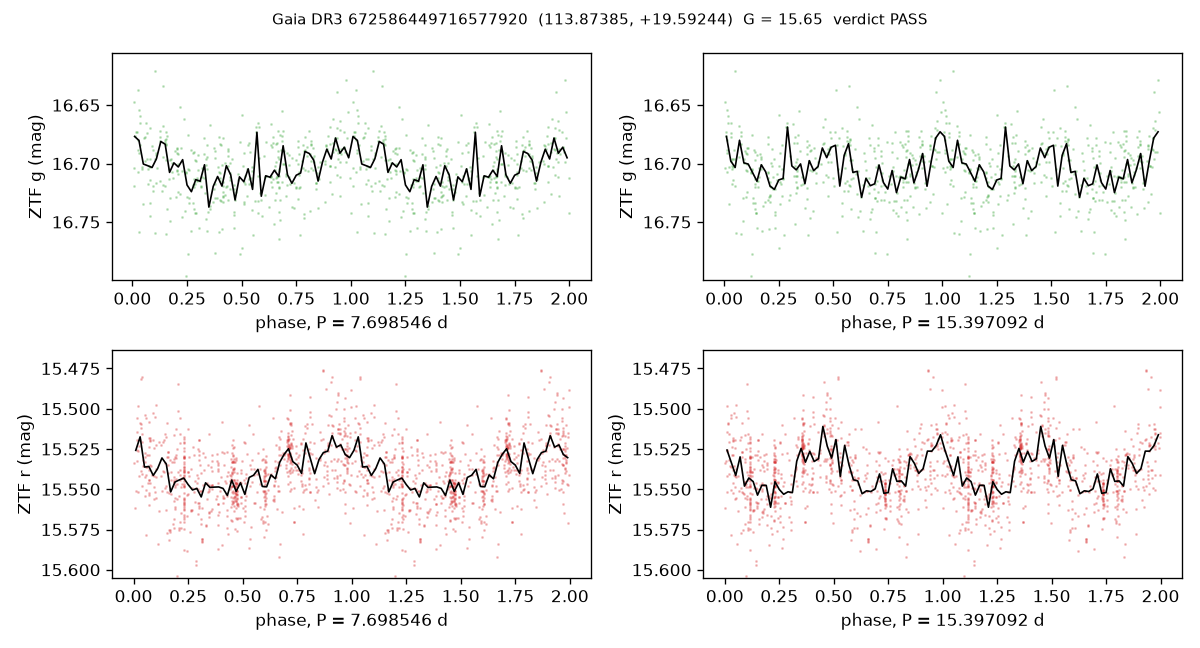 Gaia DR3 672586449716577920 (113.87385, +19.59244) G = 15.65 verdict PASS
ZTF g (mag)
16.65
16.70
16.75
0.00 0.25 0.50 0.75 1.00 1.25 1.50 1.75 2.00
phase, P = 7.698546 d
ZTF g (mag)
16.65
16.70
16.75
0.00 0.25 0.50 0.75 1.00 1.25 1.50 1.75 2.00
phase, P = 15.397092 d
ZTF r (mag)
15.475
15.500
15.525
15.550
15.575
15.600
0.00 0.25 0.50 0.75 1.00 1.25 1.50 1.75 2.00
phase, P = 7.698546 d
ZTF r (mag)
15.475
15.500
15.525
15.550
15.575
15.600
0.00 0.25 0.50 0.75 1.00 1.25 1.50 1.75 2.00
phase, P = 15.397092 d